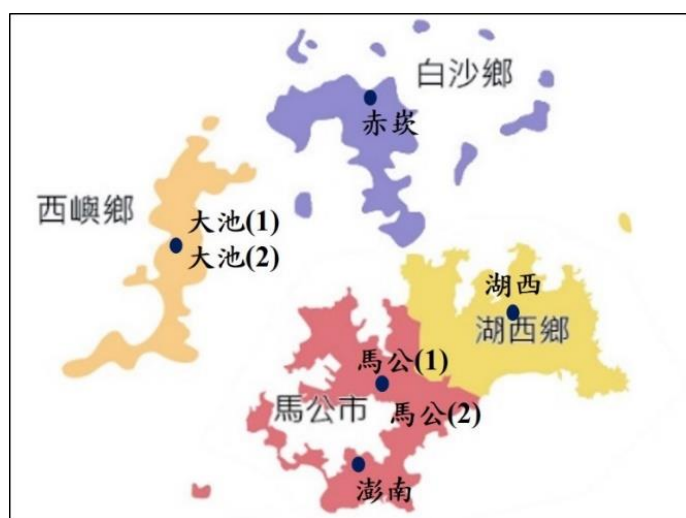 白沙鄉
赤崁
西嶼鄉
大池(1)
大池(2)
湖西
湖西鄉
馬公(1)
馬公市
馬公(2)
澎南